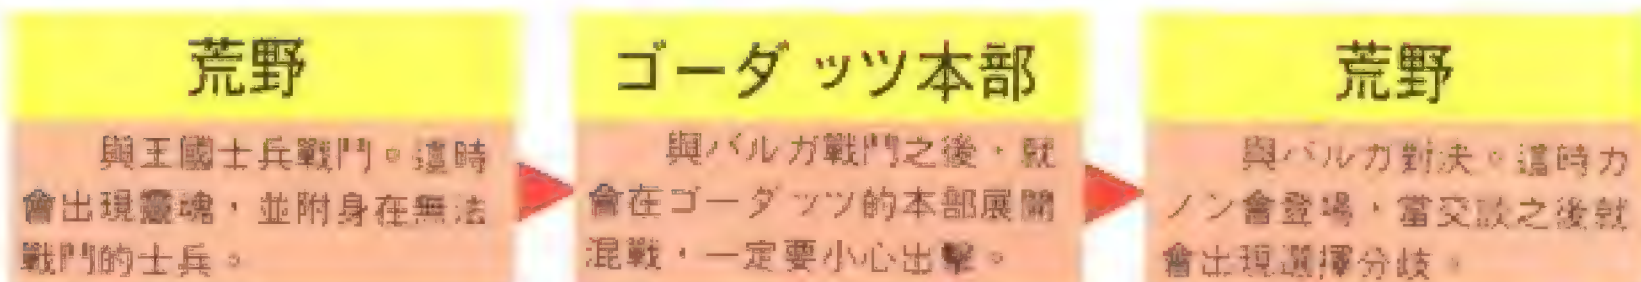 荒野
與王國士兵戰鬥。這時
會出現靈魂,並附身在無法
戰鬥的士兵。
ゴーダッツ本部
與バルガ戰鬥之後,就
會在ゴーダッツ的本部展開
混戰,一定要小心出擊。
荒野
與バルガ對決。這時カ
ノン會登場,當交談之後就
會出現選擇分歧。